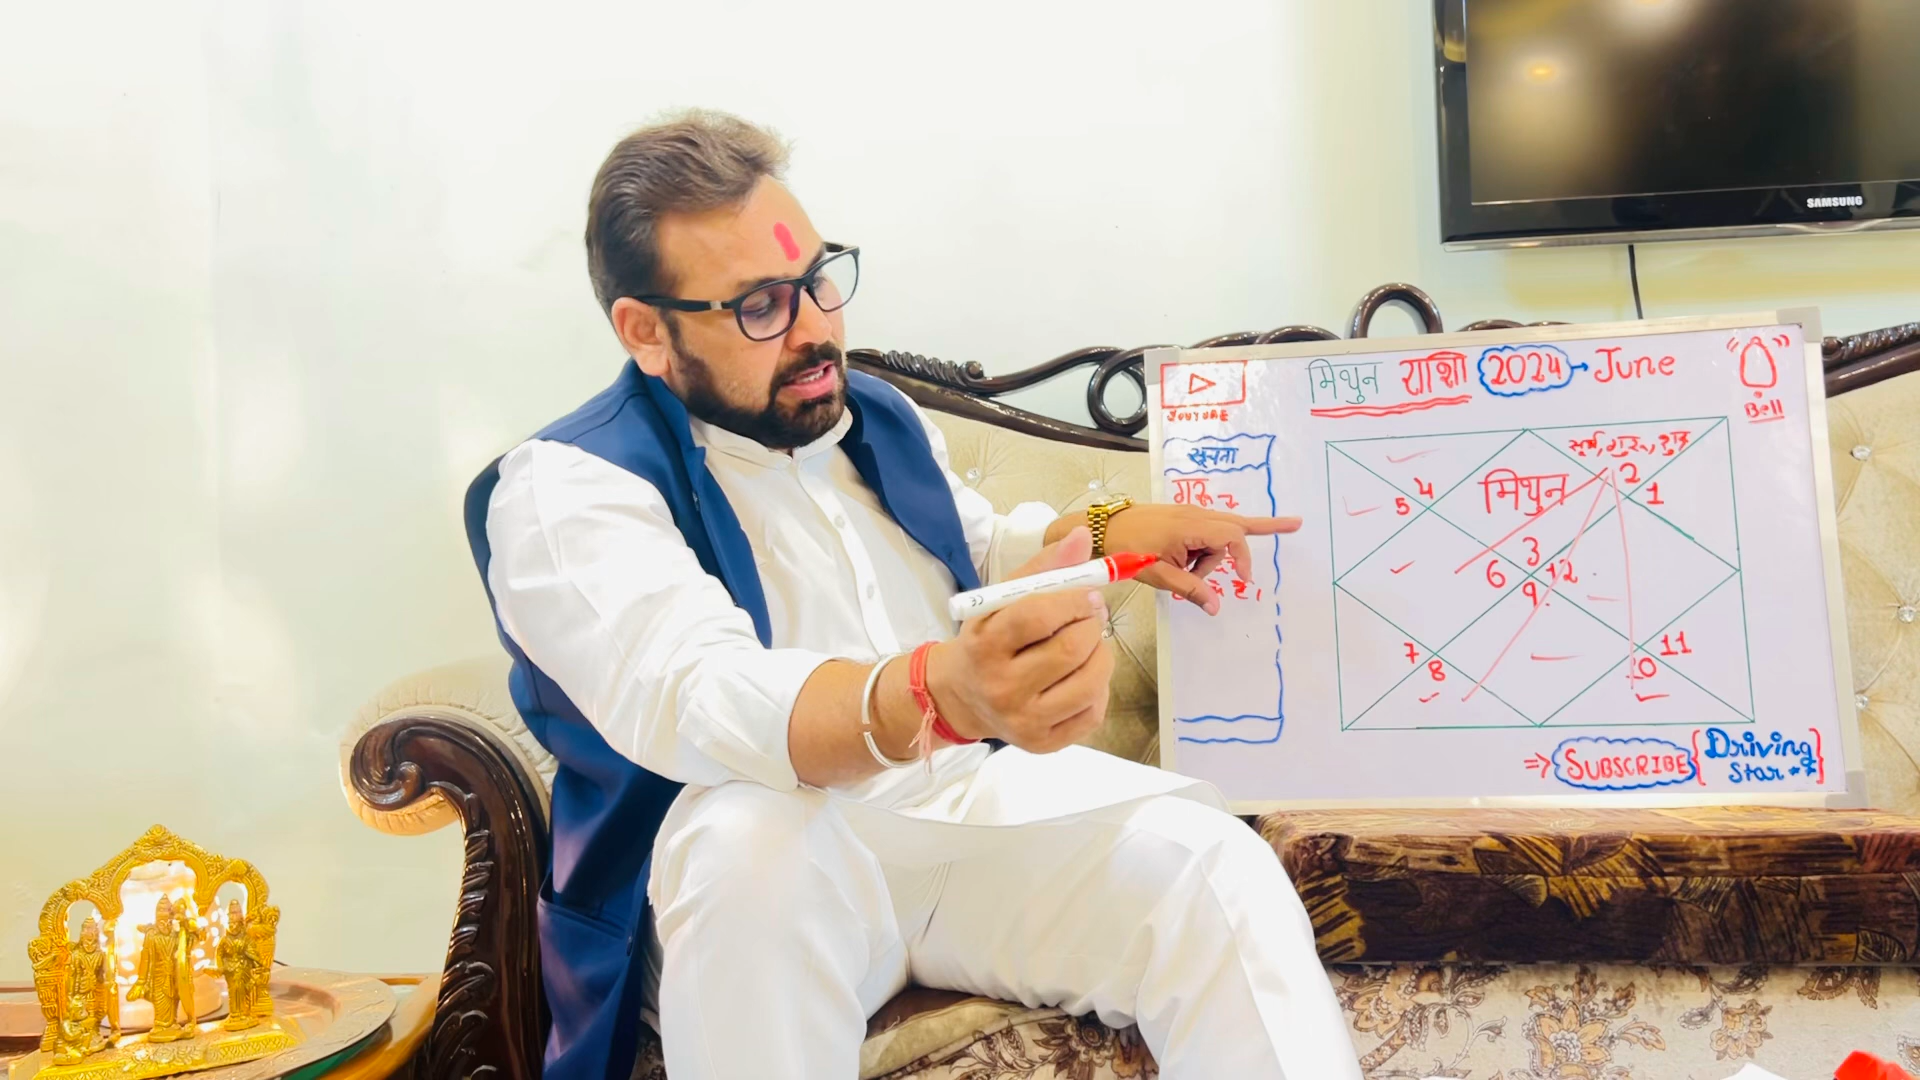 SAMSUNG
मिथुन राशि 2024 → June
YOUTUBE
Bell
सूचना
गुरू →
सूर्य, गुरू, शुक्र
मिथुन
2
1
4
5
3
6
12
9
7
8
11
10
हैं।
⇒ SUBSCRIBE { Driving
Star ** }